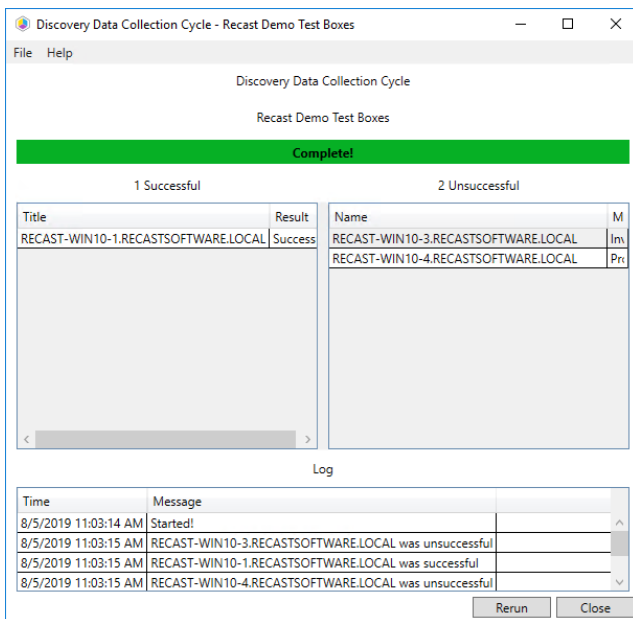 Discovery Data Collection Cycle - Recast Demo Test Boxes
File Help
Discovery Data Collection Cycle
Recast Demo Test Boxes
Complete!
1 Successful 2 Unsuccessful
Title Result Name M
RECAST-WIN10-1.RECASTSOFTWARE.LOCAL Success RECAST-WIN10-3.RECASTSOFTWARE.LOCAL
RECAST-WIN10-4.RECASTSOFTWARE.LOCAL
Log
Time Message
8/5/2019 11:03:14 AM Started!
8/5/2019 11:03:15 AM RECAST-WIN10-3.RECASTSOFTWARE.LOCAL was unsuccessful
8/5/2019 11:03:15 AM RECAST-WIN10-1.RECASTSOFTWARE.LOCAL was successful
8/5/2019 11:03:15 AM RECAST-WIN10-4.RECASTSOFTWARE.LOCAL was unsuccessful
Rerun Close